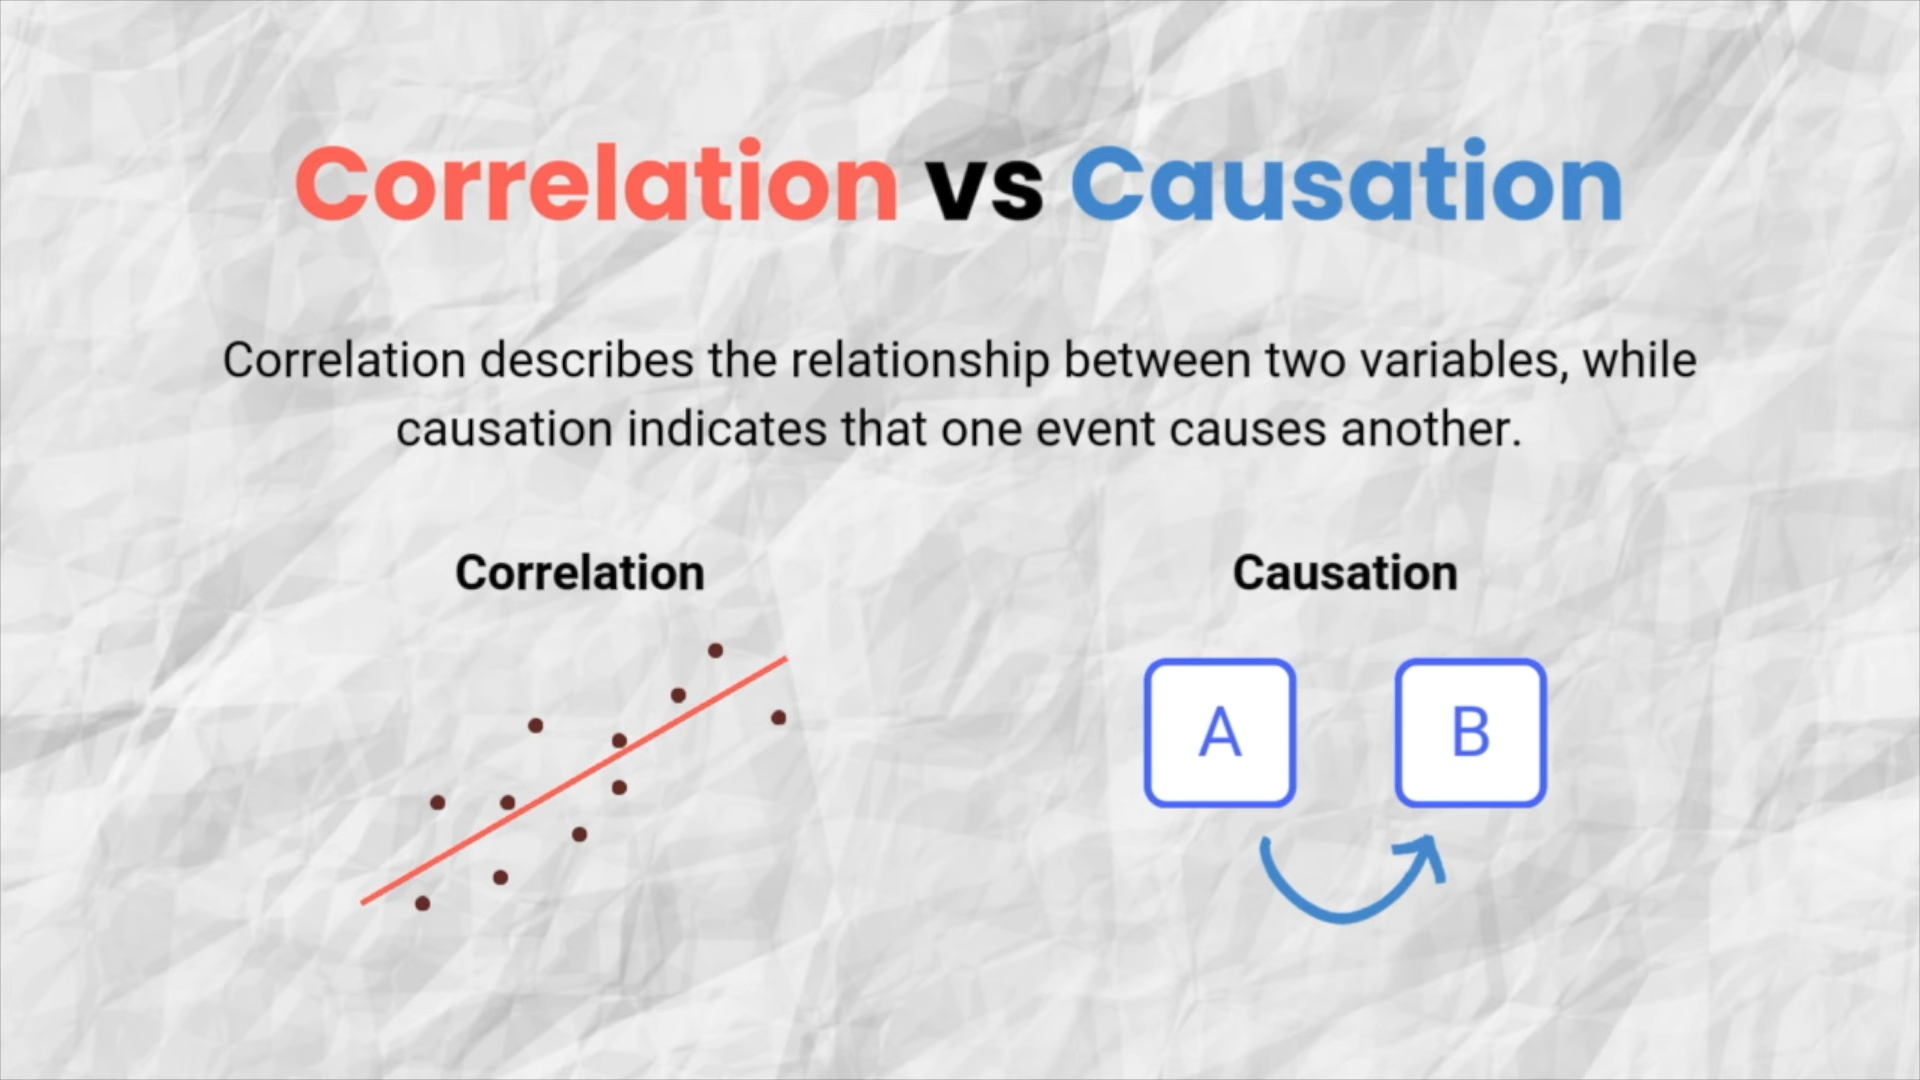 Correlation vs Causation
Correlation describes the relationship between two variables, while
causation indicates that one event causes another.
Correlation
Causation
A
B